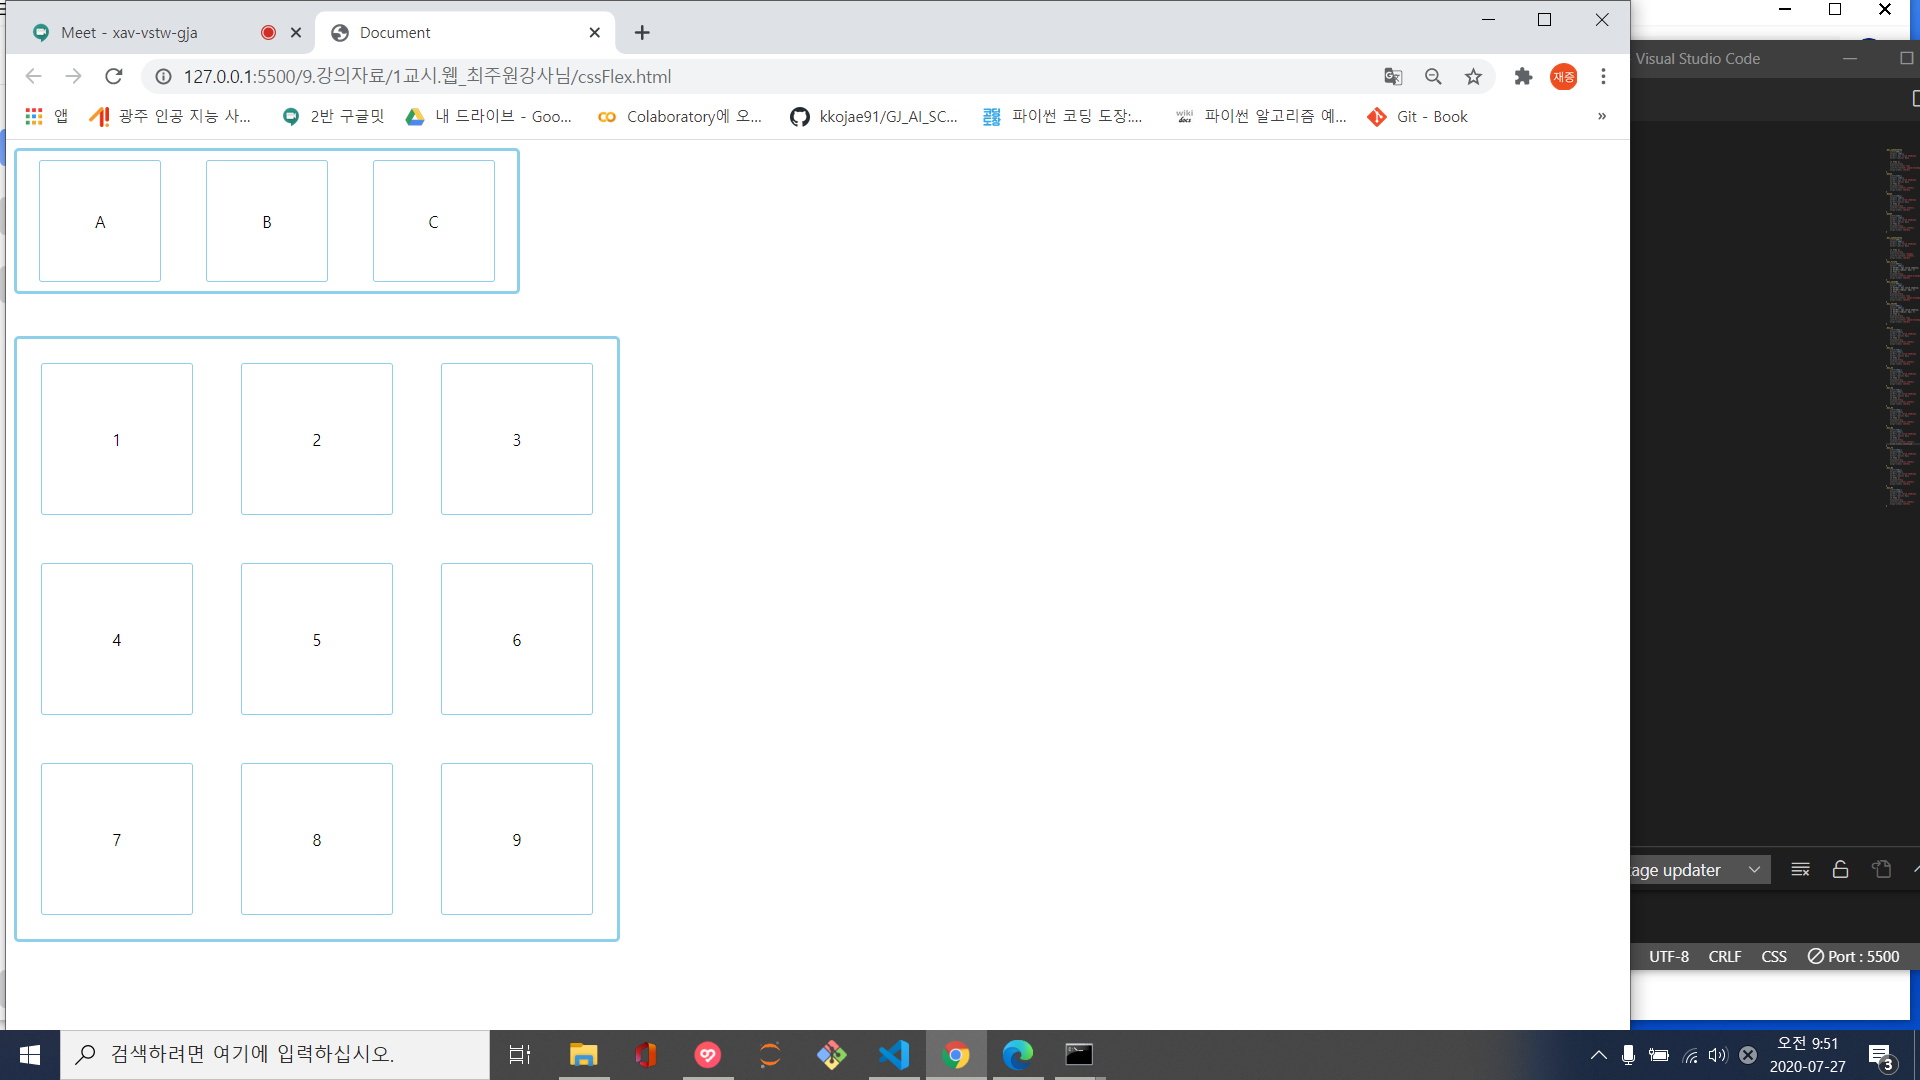 Meet - xav-vstw-gja
Document
Visual Studio Code
127.0.0.1:5500/9.강의자료/1교시.웹_최주원강사님/cssFlex.html
재증
앱
광주 인공 지능 사...
2반 구글밋
내 드라이브 - Goo...
Colaboratory에 오...
kkojae91/GJ_AI_SC...
파이썬 코딩 도장:...
파이썬 알고리즘 예...
Git - Book
»
A B C
1 2 3
4 5 6
7 8 9
age updater
UTF-8 CRLF CSS Port : 5500
검색하려면 여기에 입력하십시오.
오전 9:51
2020-07-27
3